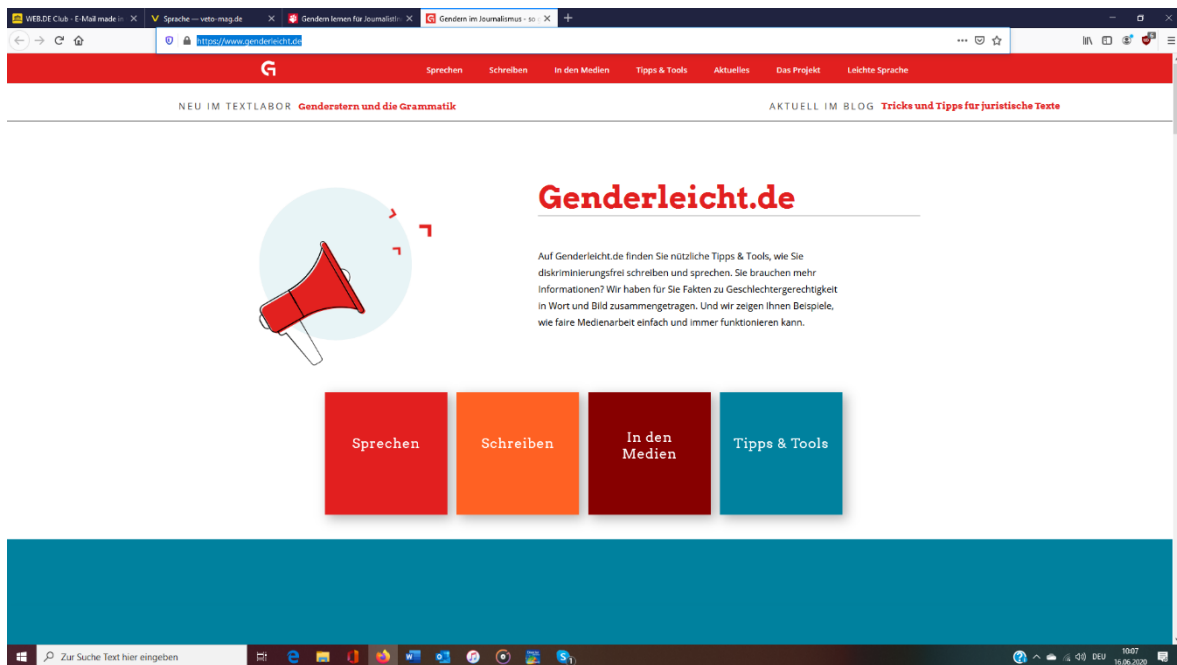 WEB.DE Club - E-Mail made in
Sprache — veto-mag.de
Gendern lernen für JournalistIn
Gendern im Journalismus - so g
https://www.genderleicht.de
G
Sprechen Schreiben In den Medien Tipps & Tools Aktuelles Das Projekt Leichte Sprache
NEU IM TEXTLABOR Genderstern und die Grammatik
AKTUELL IM BLOG Tricks und Tipps für juristische Texte
Genderleicht.de
Auf Genderleicht.de finden Sie nützliche Tipps & Tools, wie Sie
diskriminierungsfrei schreiben und sprechen. Sie brauchen mehr
Informationen? Wir haben für Sie Fakten zu Geschlechtergerechtigkeit
in Wort und Bild zusammengetragen. Und wir zeigen Ihnen Beispiele,
wie faire Medienarbeit einfach und immer funktionieren kann.
Sprechen
Schreiben
In den
Medien
Tipps & Tools
Zur Suche Text hier eingeben
DEU
10:07
16.06.2020